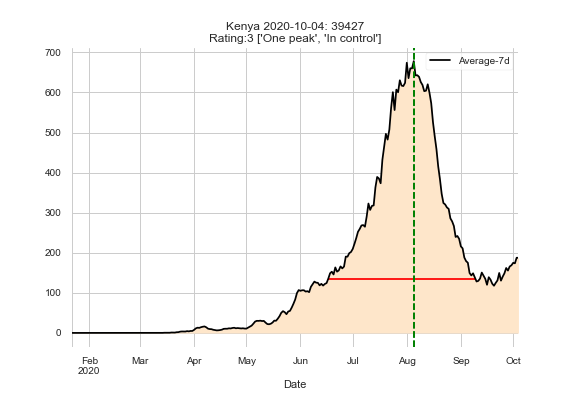 Kenya 2020-10-04: 39427
Rating:3 ['One peak', 'In control']
Average-7d
700
600
500
400
300
200
100
0
Feb Mar Apr May Jun Jul Aug Sep Oct
2020
Date